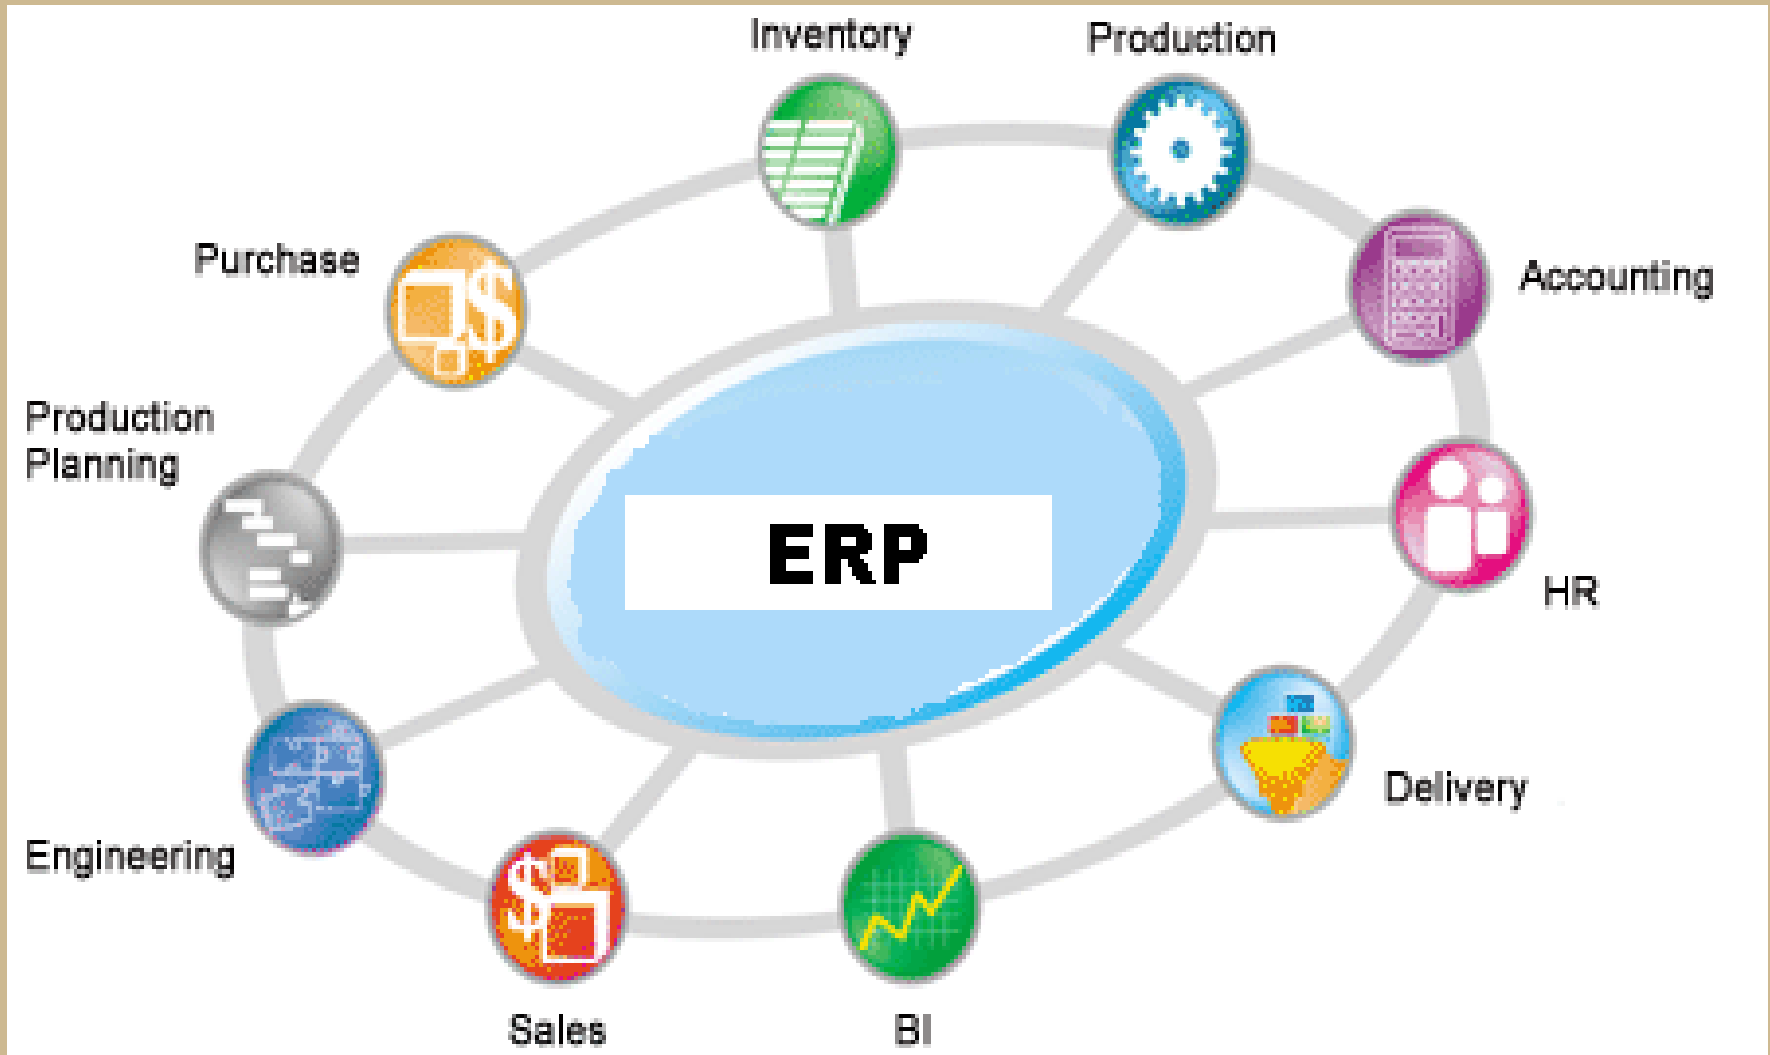 Inventory
Production
Purchase
Accounting
Production
Planning
ERP
HR
Delivery
Engineering
Sales
BI